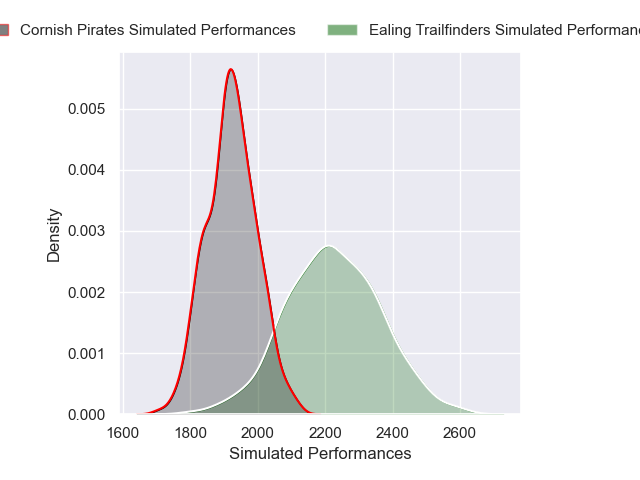 Cornish Pirates Simulated Performances
Ealing Trailfinders Simulated
0.005
0.004
0.003
0.002
0.001
0.000
Density
1600 1800 2000 2200 2400 2600
Simulated Performances